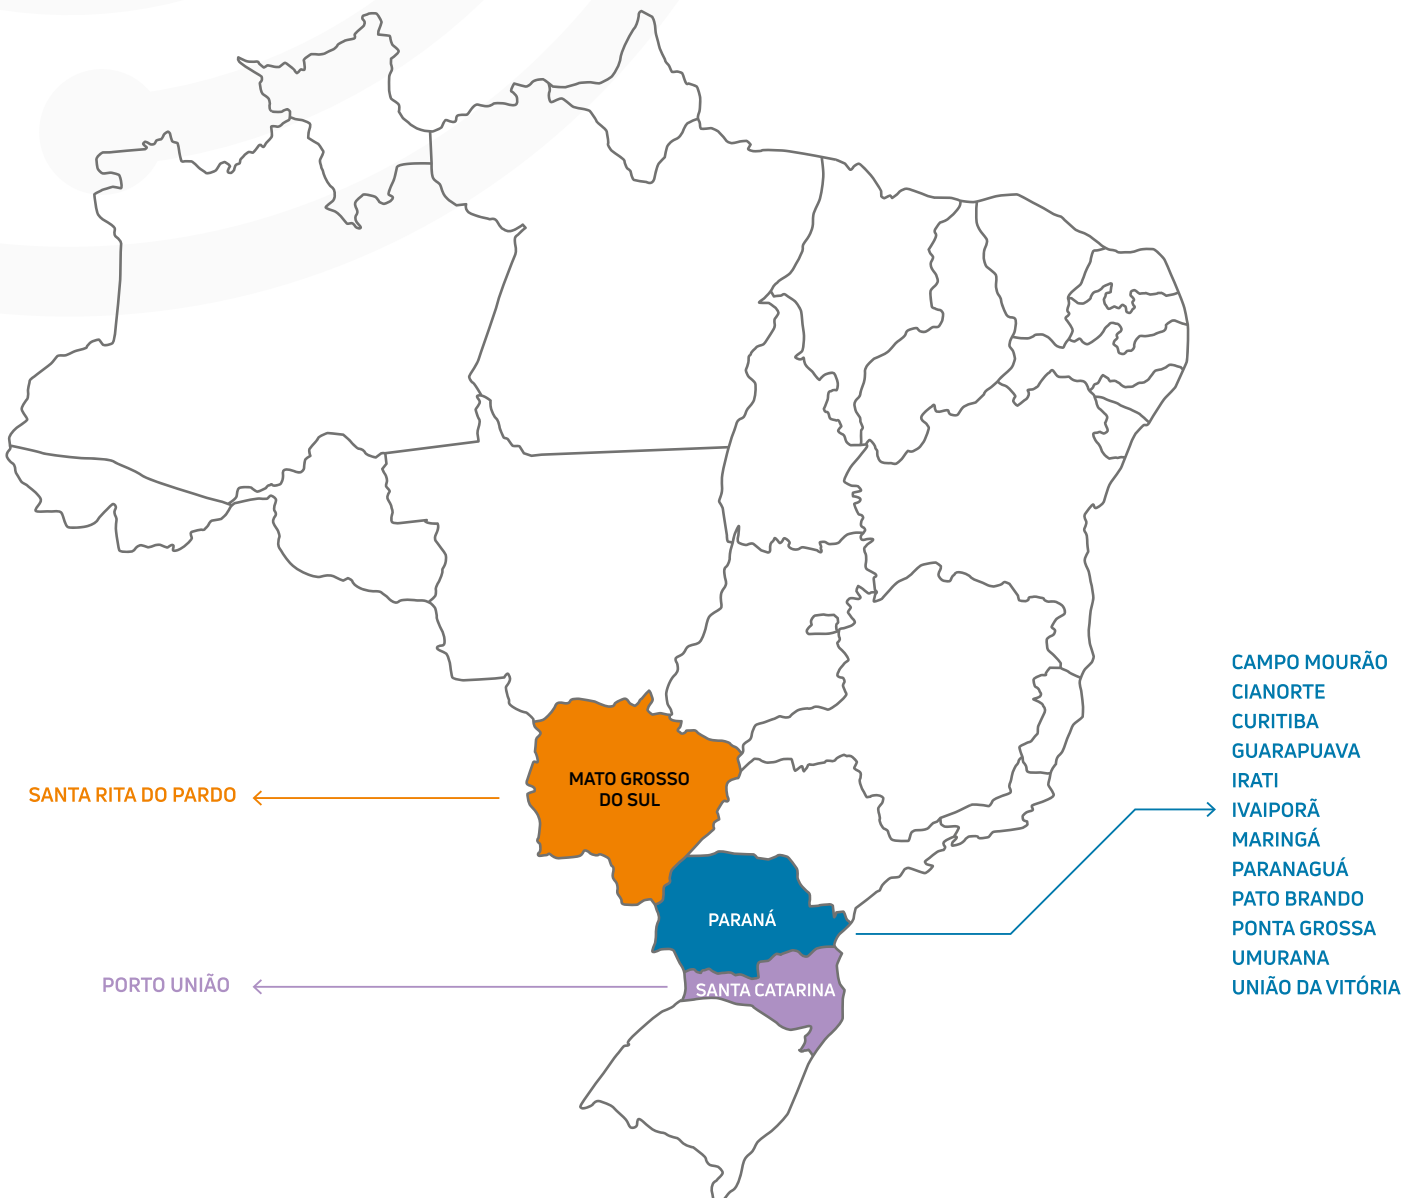 SANTA RITA DO PARDO
MATO GROSSO
DO SUL
PARANÁ
SANTA CATARINA
PORTO UNIÃO
CAMPO MOURÃO
CIANORTE
CURITIBA
GUARAPUAVA
IRATI
IVAIPORÃ
MARINGÁ
PARANAGUÁ
PATO BRANDO
PONTA GROSSA
UMURANA
UNIÃO DA VITÓRIA